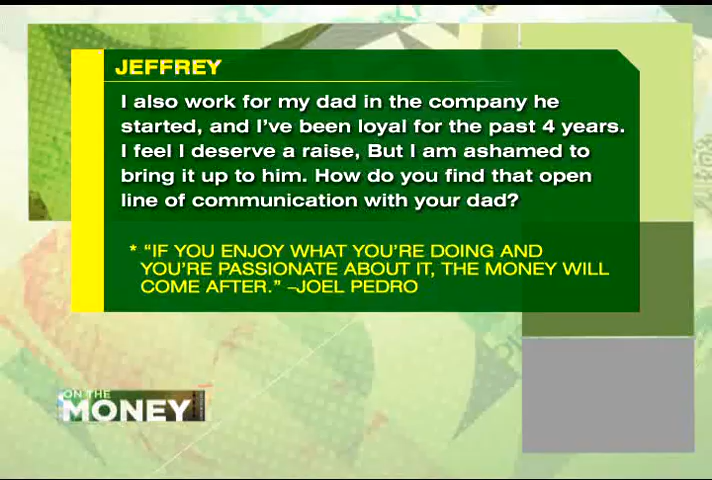 JEFFREY
I also work for my dad in the company he
started, and I've been loyal for the past 4 years.
I feel I deserve a raise, But I am ashamed to
bring it up to him. How do you find that open
line of communication with your dad?
* “IF YOU ENJOY WHAT YOU'RE DOING AND
YOU'RE PASSIONATE ABOUT IT, THE MONEY WILL
COME AFTER.” –JOEL PEDRO
ON THE
MONEY